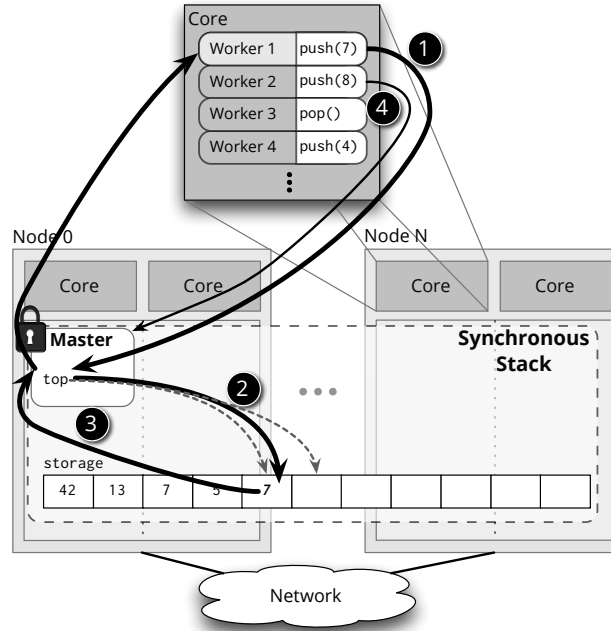 Core
Worker 1 push(7)
Worker 2 push(8)
Worker 3 pop()
Worker 4 push(4)
1
4
Node 0
Node N
Core Core
Core Core
Master
Synchronous
Stack
top
2
3
storage
42 13 7 5 7
Network